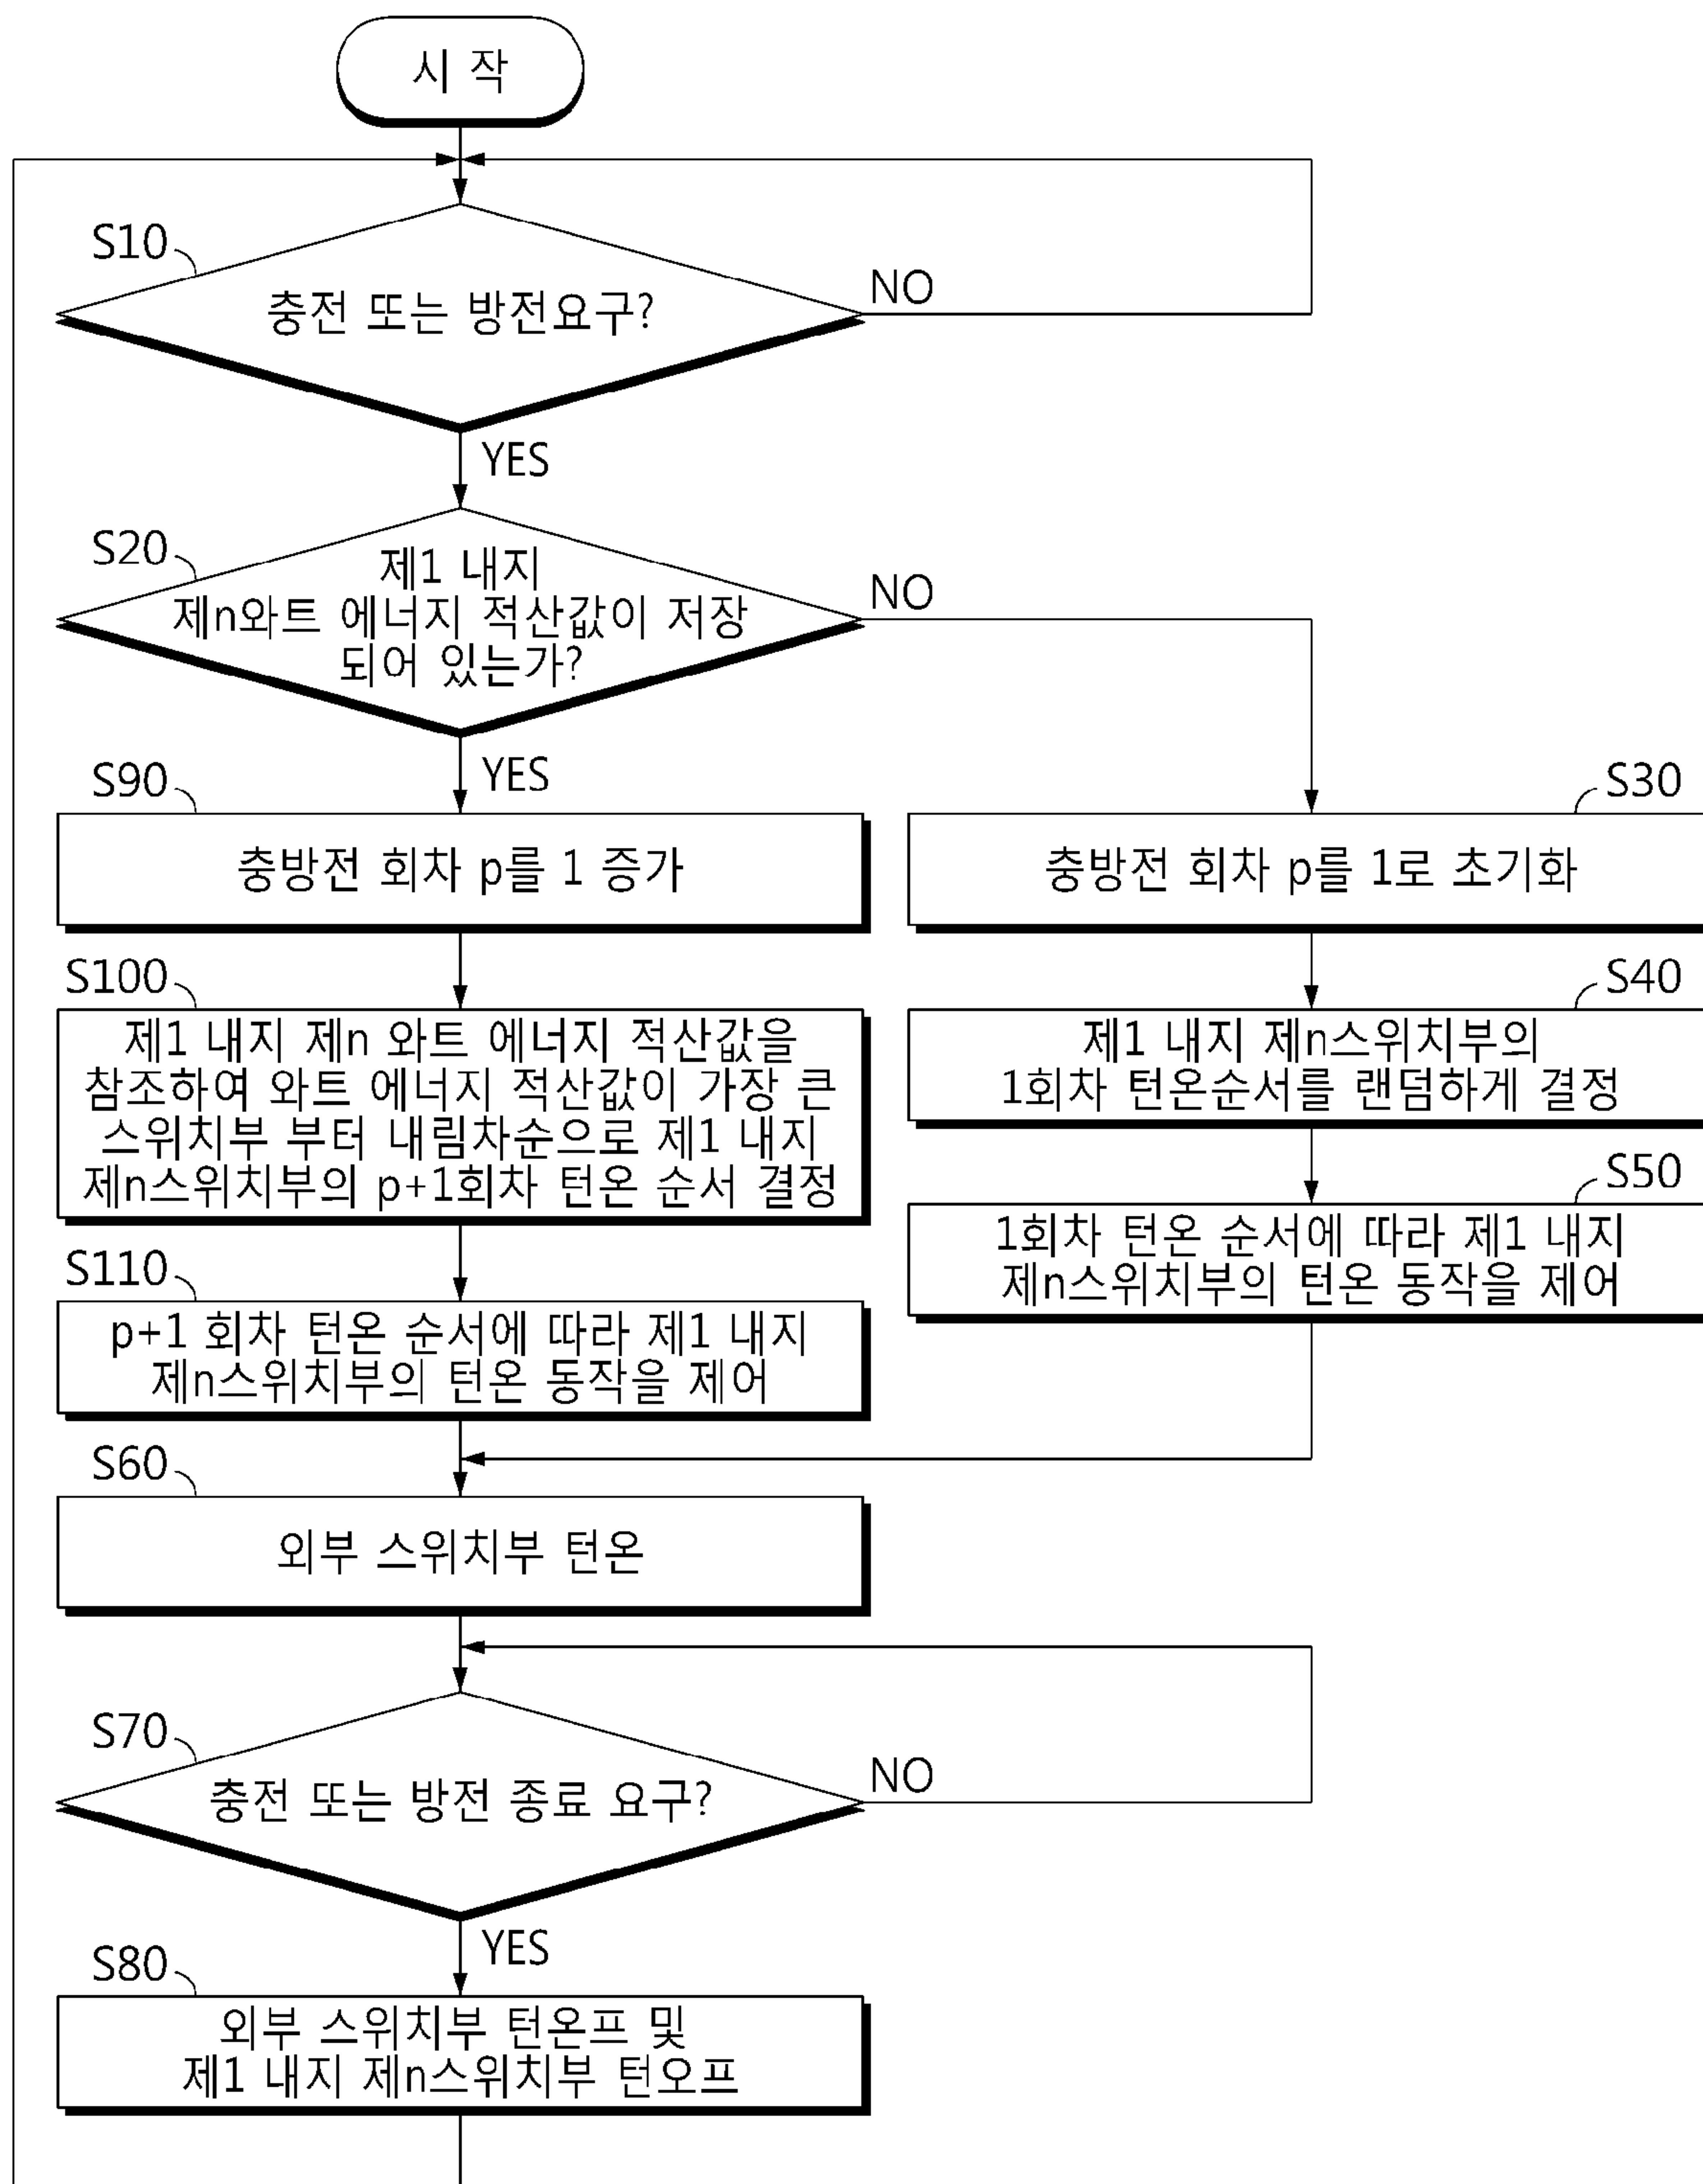 시 작
S10
충전 또는 방전요구?
NO
YES
S20
제1 내지
제n와트 에너지 적산값이 저장
되어 있는가?
NO
YES
S90
충방전 회차 p를 1 증가
S30
충방전 회차 p를 1로 초기화
S100
제1 내지 제n 와트 에너지 적산값을
참조하여 와트 에너지 적산값이 가장 큰
스위치부 부터 내림차순으로 제1 내지
제n스위치부의 p+1회차 턴온 순서 결정
S40
제1 내지 제n스위치부의
1회차 턴온순서를 랜덤하게 결정
S50
1회차 턴온 순서에 따라 제1 내지
제n스위치부의 턴온 동작을 제어
S110
p+1 회차 턴온 순서에 따라 제1 내지
제n스위치부의 턴온 동작을 제어
S60
외부 스위치부 턴온
S70
충전 또는 방전 종료 요구?
NO
YES
S80
외부 스위치부 턴온프 및
제1 내지 제n스위치부 턴오프